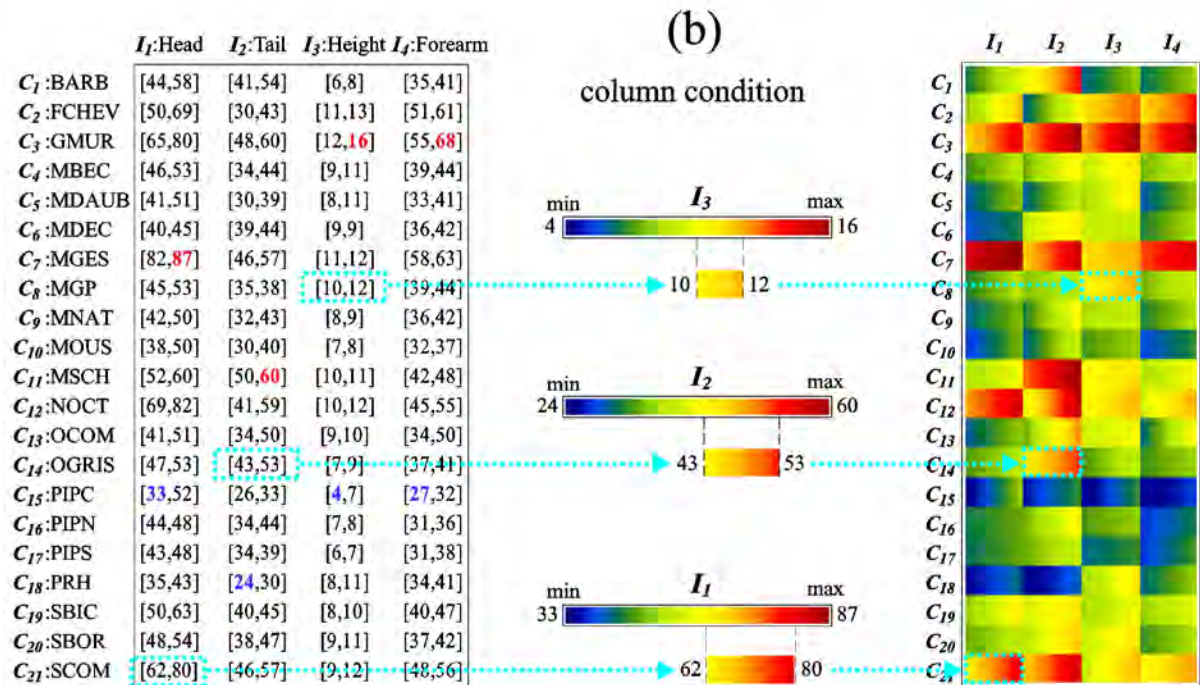 (b)
column condition
I1:Head I2:Tail I3:Height I4:Forearm
C1:BARB [44,58] [41,54] [6,8] [35,41]
C2:FCHEV [50,69] [30,43] [11,13] [51,61]
C3:GMUR [65,80] [48,60] [12,16] [55,68]
C4:MBEC [46,53] [34,44] [9,11] [39,44]
C5:MDAUB [41,51] [30,39] [8,11] [33,41]
C6:MDEC [40,45] [39,44] [9,9] [36,42]
C7:MGES [82,87] [46,57] [11,12] [58,63]
C8:MGP [45,53] [35,38] [10,12] [39,44]
C9:MNAT [42,50] [32,43] [8,9] [36,42]
C10:MOUS [38,50] [30,40] [7,8] [32,37]
C11:MSCH [52,60] [50,60] [10,11] [42,48]
C12:NOCT [69,82] [41,59] [10,12] [45,55]
C13:OCOM [41,51] [34,50] [9,10] [34,50]
C14:OGRIS [47,53] [43,53] [7,9] [37,41]
C15:PIPC [33,52] [26,33] [4,7] [27,32]
C16:PIPN [44,48] [34,44] [7,8] [31,36]
C17:PIPS [43,48] [34,39] [6,7] [31,38]
C18:PRH [35,43] [24,30] [8,11] [34,41]
C19:SBIC [50,63] [40,45] [8,10] [40,47]
C20:SBOR [48,54] [38,47] [9,11] [37,42]
C21:SCOM [62,80] [46,57] [9,12] [48,56]
min I3 max
4 16
10 12
min I2 max
24 60
43 53
min I1 max
33 87
62 80
I1 I2 I3 I4
C1
C2
C3
C4
C5
C6
C7
C8
C9
C10
C11
C12
C13
C14
C15
C16
C17
C18
C19
C20
C21